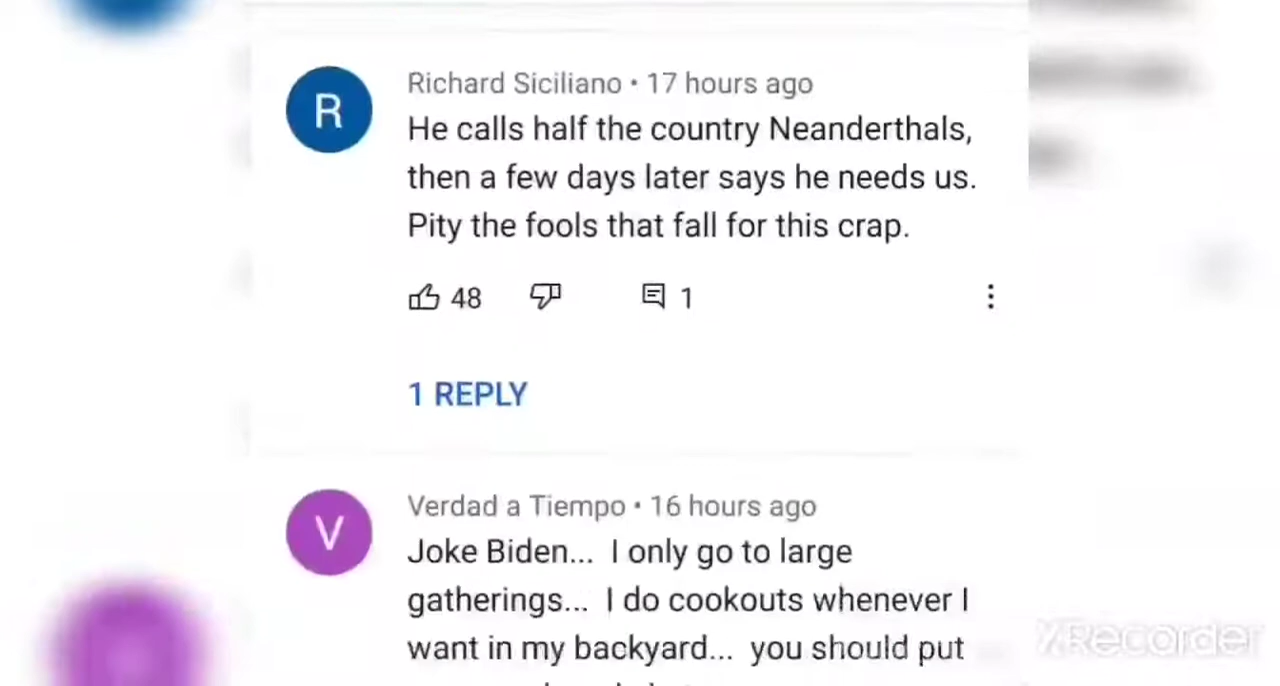 R
Richard Siciliano • 17 hours ago
He calls half the country Neanderthals,
then a few days later says he needs us.
Pity the fools that fall for this crap.
48 1
1 REPLY
V
Verdad a Tiempo • 16 hours ago
Joke Biden... I only go to large
gatherings... I do cookouts whenever I
want in my backyard... you should put
XRecorder